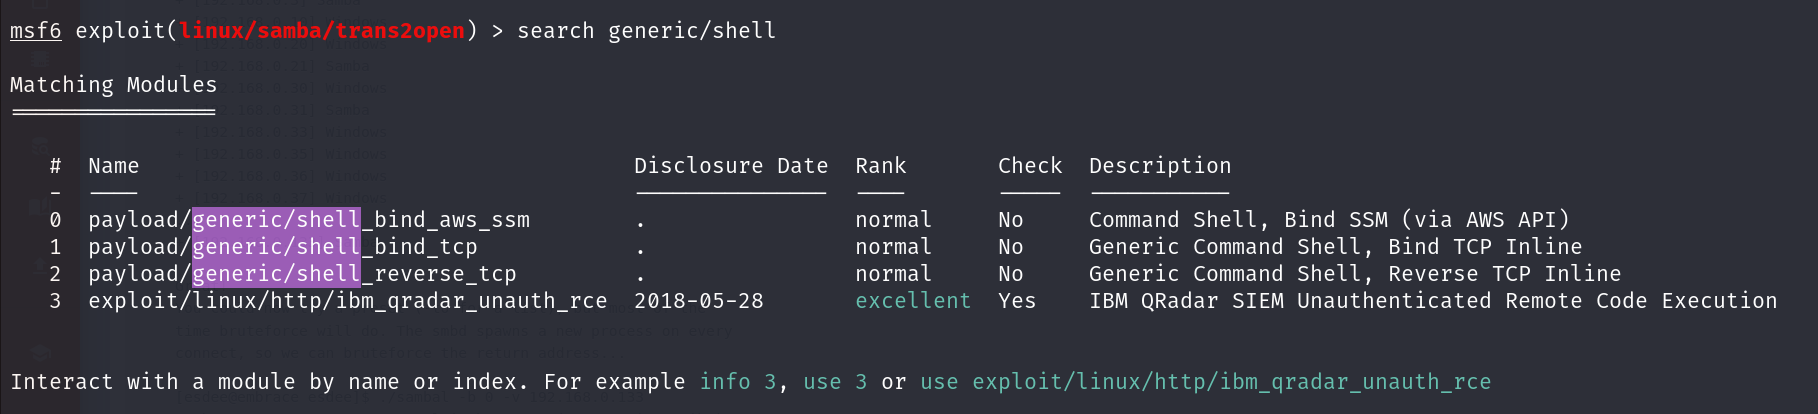 msf6 exploit(linux/samba/trans2open) > search generic/shell
Matching Modules
================
# Name Disclosure Date Rank Check Description
- ---- --------------- ---- ----- -----------
0 payload/generic/shell_bind_aws_ssm . normal No Command Shell, Bind SSM (via AWS API)
1 payload/generic/shell_bind_tcp . normal No Generic Command Shell, Bind TCP Inline
2 payload/generic/shell_reverse_tcp . normal No Generic Command Shell, Reverse TCP Inline
3 exploit/linux/http/ibm_qradar_unauth_rce 2018-05-28 excellent Yes IBM QRadar SIEM Unauthenticated Remote Code Execution
Interact with a module by name or index. For example info 3, use 3 or use exploit/linux/http/ibm_qradar_unauth_rce